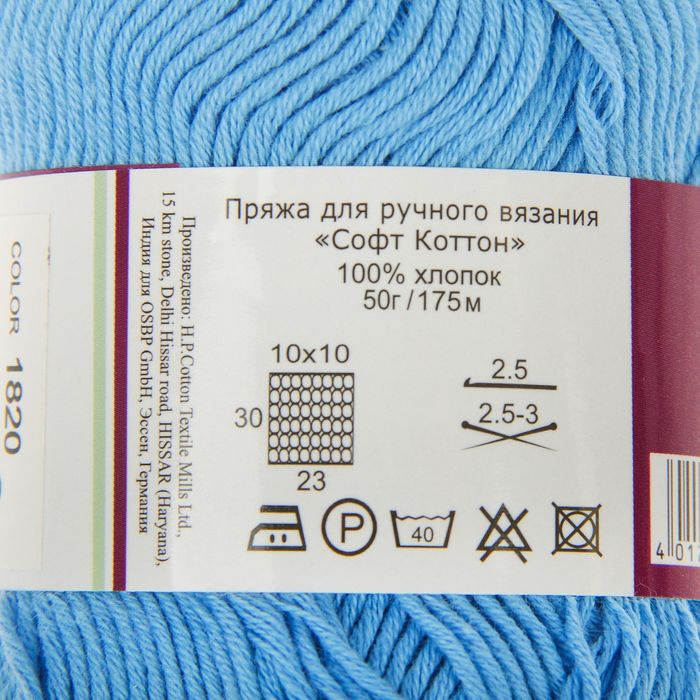 Пряжа для ручного вязания
«Софт Коттон»
100% хлопок
50г/175м
10x10
30
23
2.5
2.5-3
P
40
Произведено: H.P.Cotton Textile Mills Ltd.,
15 km stone, Delhi Hissar road, HISSAR (Haryana),
Индия для OSBP GmbH, Эссен, Германия
COLOR 1820